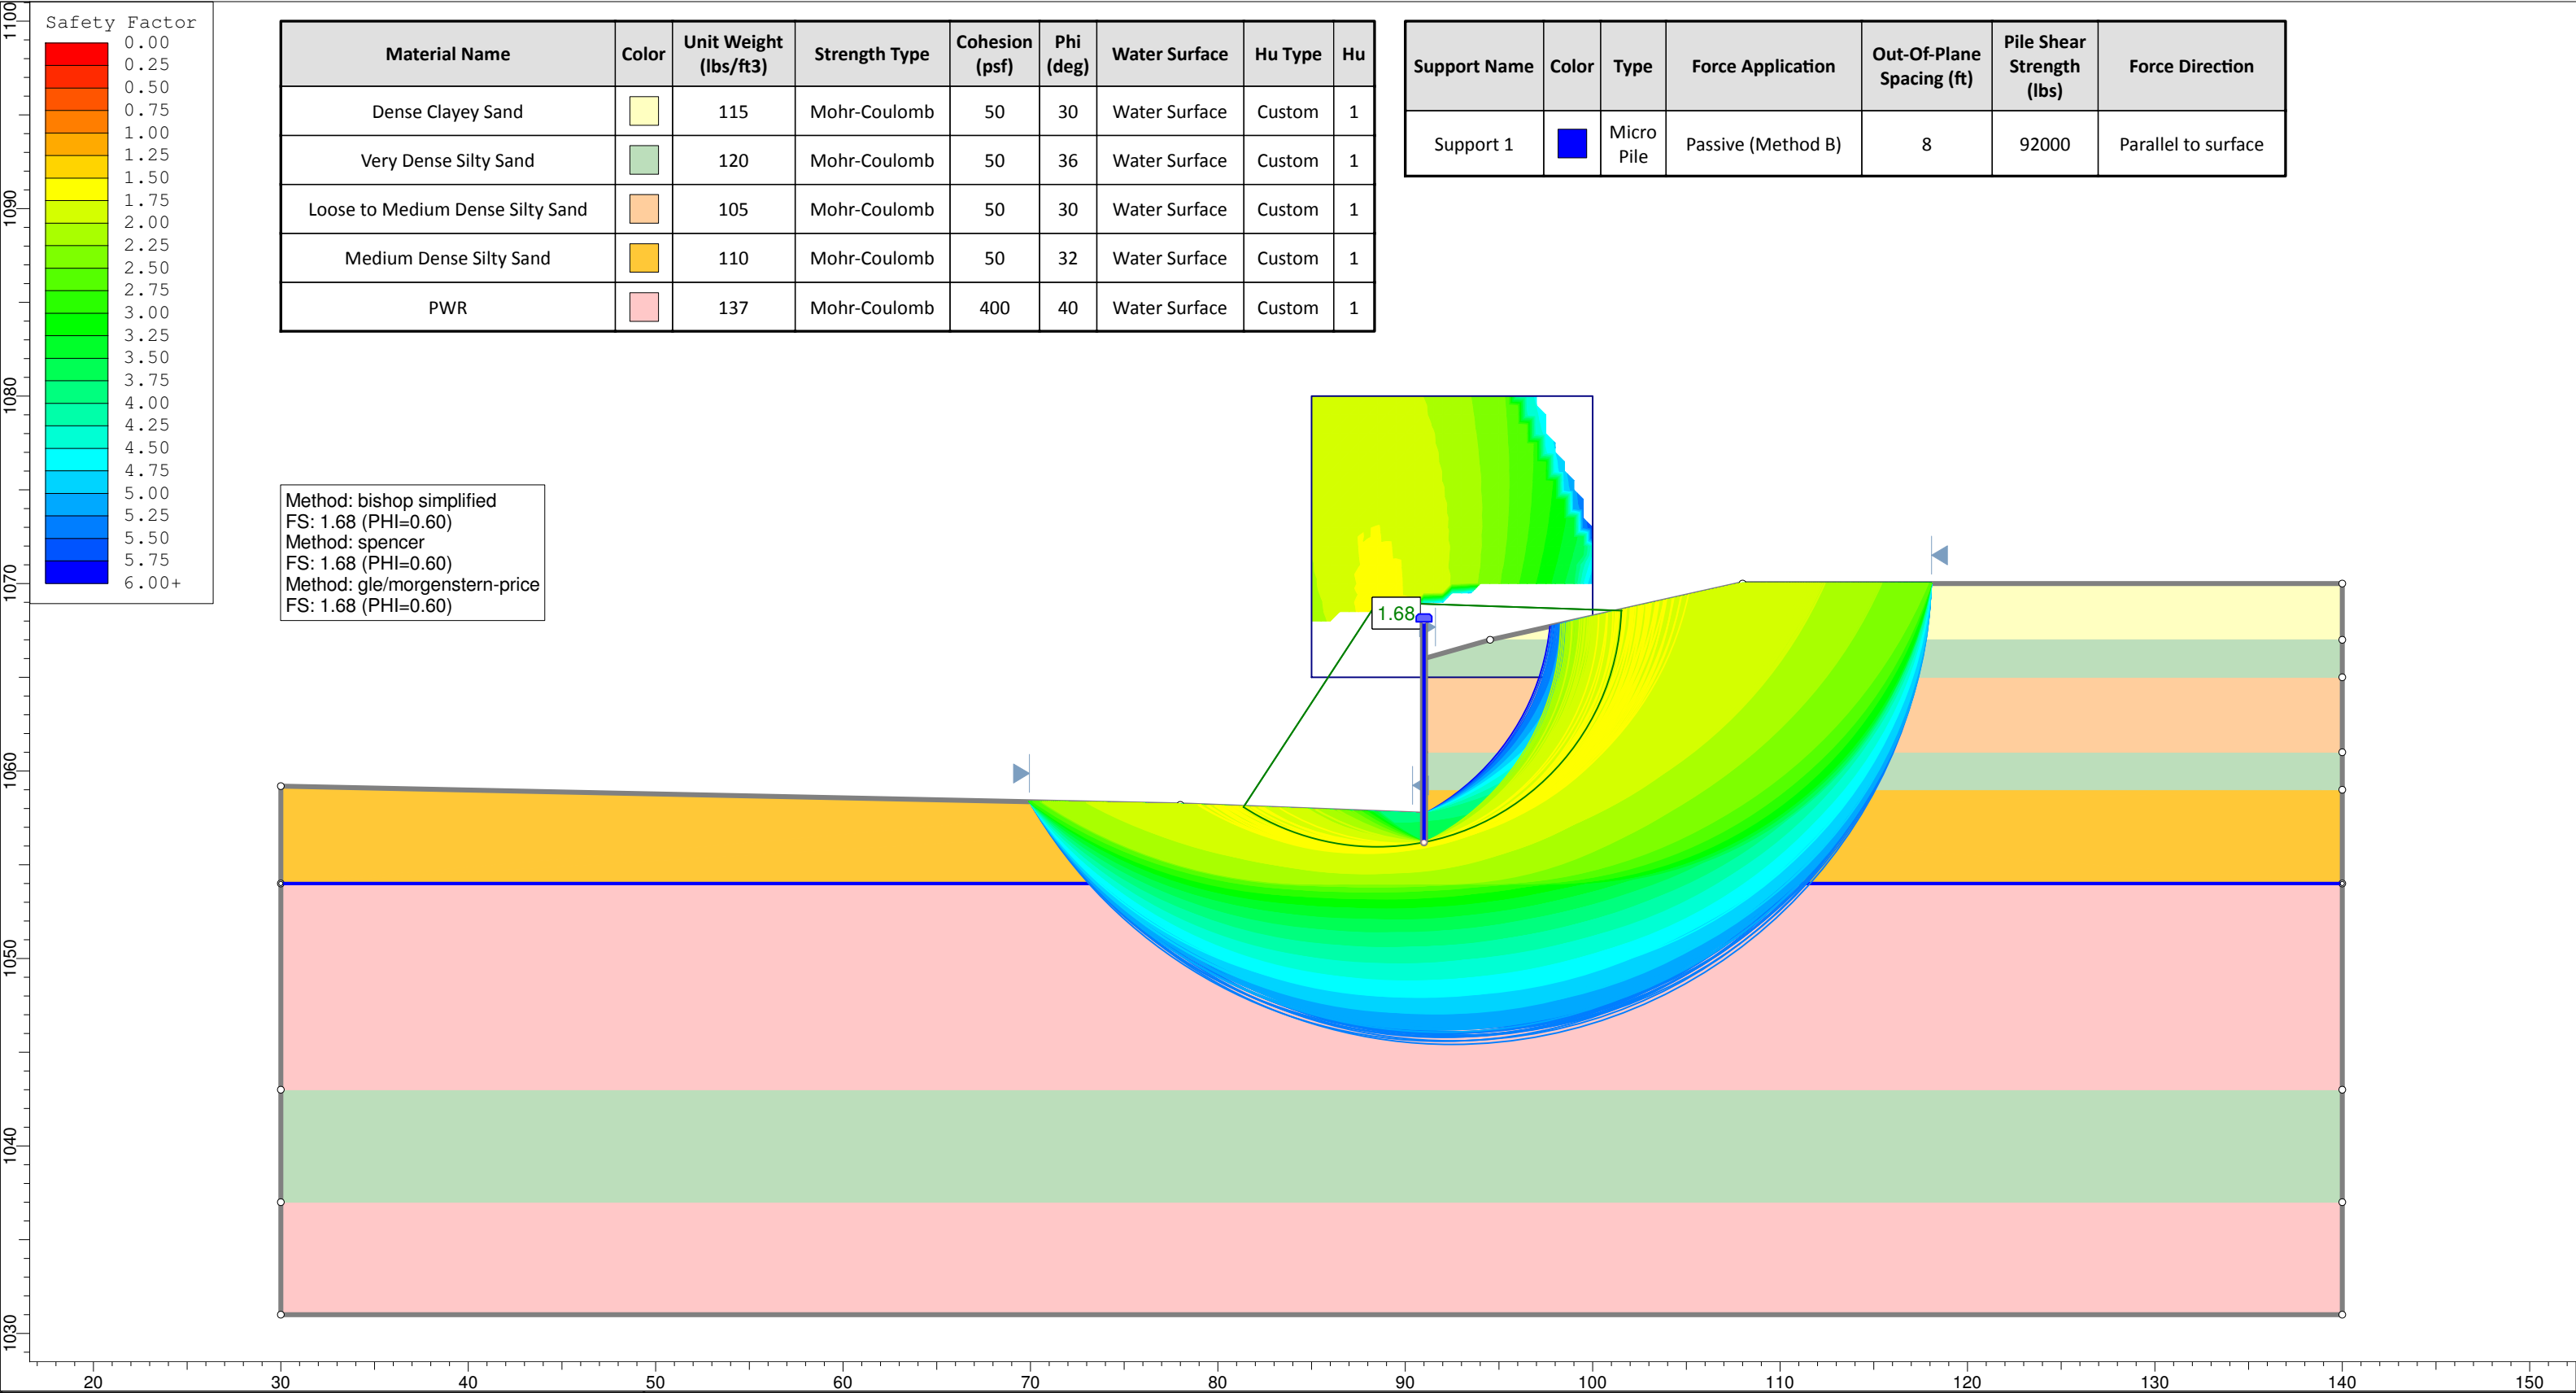 Safety Factor
0.00
0.25
0.50
0.75
1.00
1.25
1.50
1.75
2.00
2.25
2.50
2.75
3.00
3.25
3.50
3.75
4.00
4.25
4.50
4.75
5.00
5.25
5.50
5.75
6.00+
Material Name Color Unit Weight (lbs/ft3) Strength Type Cohesion (psf) Phi (deg) Water Surface Hu Type Hu
Dense Clayey Sand 115 Mohr-Coulomb 50 30 Water Surface Custom 1
Very Dense Silty Sand 120 Mohr-Coulomb 50 36 Water Surface Custom 1
Loose to Medium Dense Silty Sand 105 Mohr-Coulomb 50 30 Water Surface Custom 1
Medium Dense Silty Sand 110 Mohr-Coulomb 50 32 Water Surface Custom 1
PWR 137 Mohr-Coulomb 400 40 Water Surface Custom 1
Support Name Color Type Force Application Out-Of-Plane Spacing (ft) Pile Shear Strength (lbs) Force Direction
Support 1 Micro Pile Passive (Method B) 8 92000 Parallel to surface
Method: bishop simplified
FS: 1.68 (PHI=0.60)
Method: spencer
FS: 1.68 (PHI=0.60)
Method: gle/morgenstern-price
FS: 1.68 (PHI=0.60)
1.68
1100
1090
1080
1070
1060
1050
1040
1030
20 30 40 50 60 70 80 90 100 110 120 130 140 150